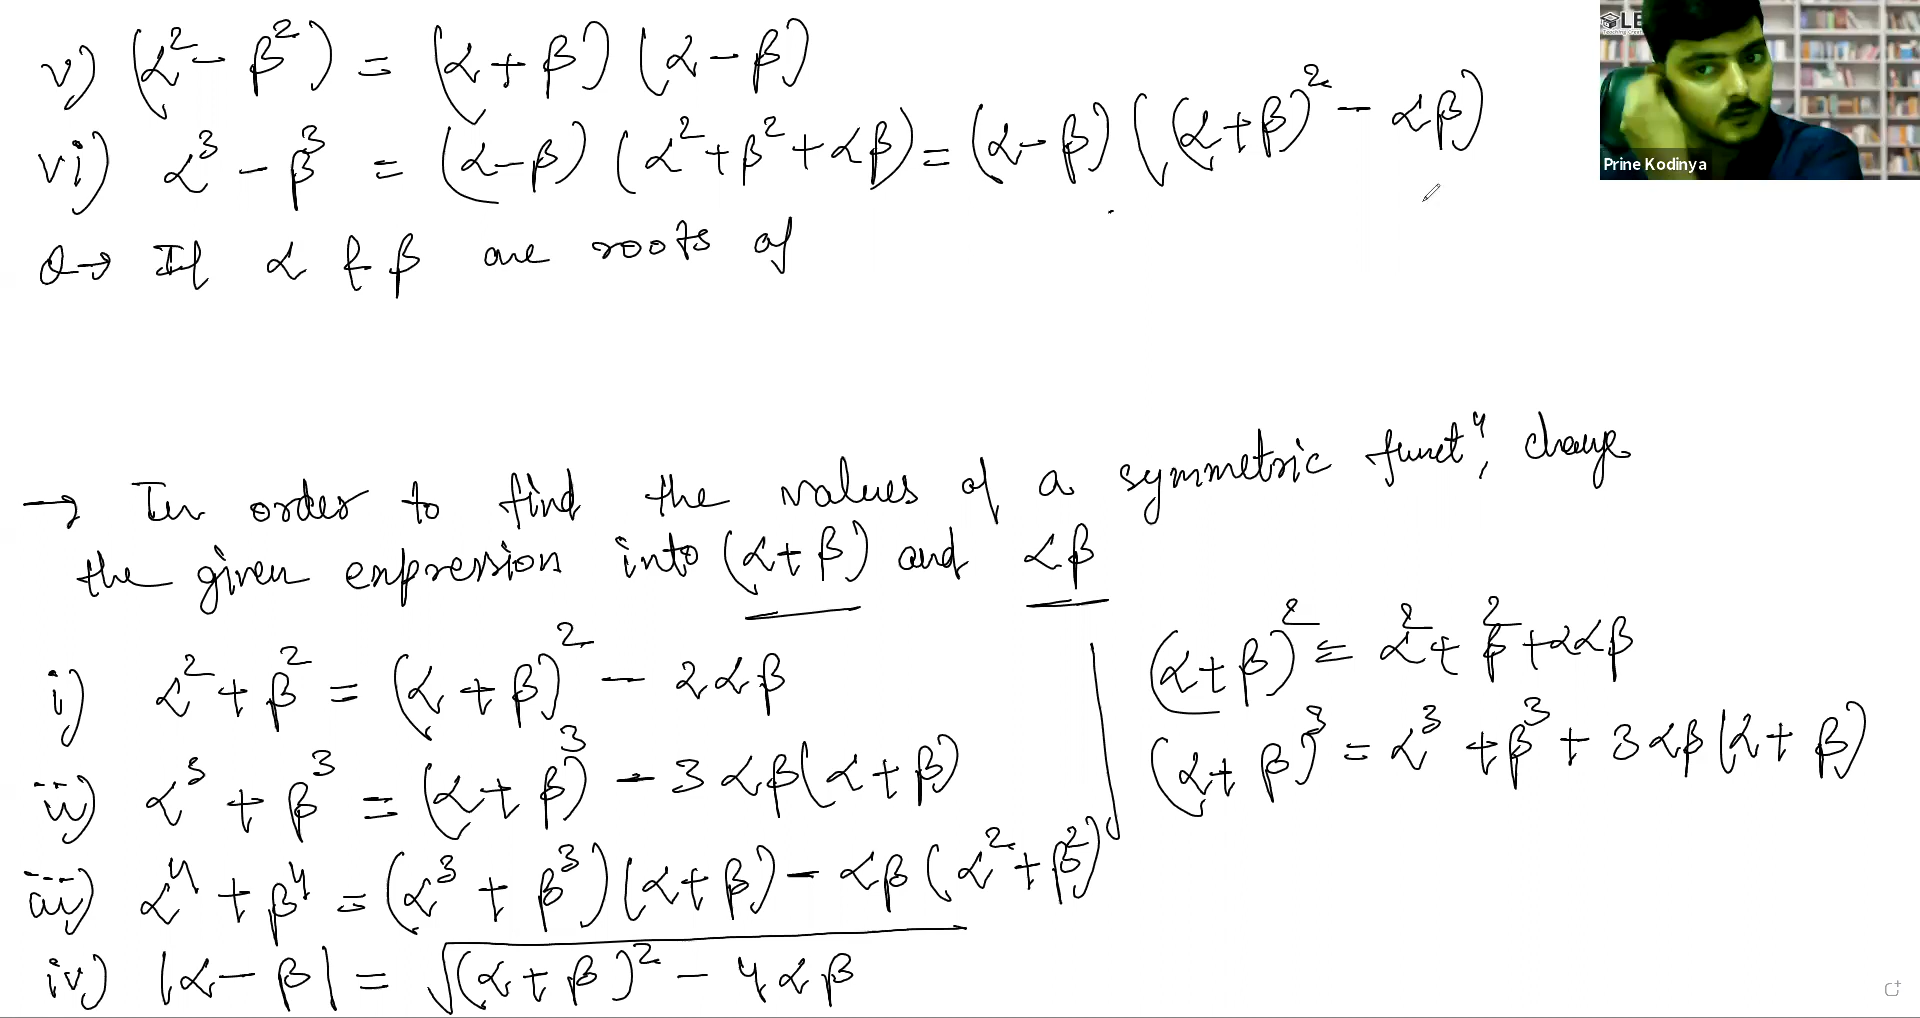 v) (α² - β²) = (α + β) (α - β)
vi) α³ - β³ = (α - β) (α² + β² + αβ) = (α - β) ((α + β)² - αβ)
Q→ If α & β are roots of
→ In order to find the values of a symmetric functⁿ, change
the given expression into (α + β) and αβ
i) α² + β² = (α + β)² - 2αβ
ii) α³ + β³ = (α + β)³ - 3αβ(α + β)
iii) α⁴ + β⁴ = (α³ + β³)(α + β) - αβ(α² + β²)
iv) |α - β| = √(α + β)² - 4αβ
(α + β)² = α² + β² + 2αβ
(α + β)³ = α³ + β³ + 3αβ(α + β)
Prine Kodinya